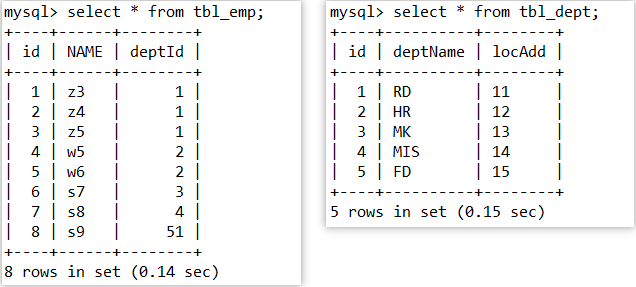 mysql> select * from tbl_emp;
+----+------+--------+
| id | NAME | deptId |
+----+------+--------+
|  1 | z3   |      1 |
|  2 | z4   |      1 |
|  3 | z5   |      1 |
|  4 | w5   |      2 |
|  5 | w6   |      2 |
|  6 | s7   |      3 |
|  7 | s8   |      4 |
|  8 | s9   |     51 |
+----+------+--------+
8 rows in set (0.14 sec)
mysql> select * from tbl_dept;
+----+----------+--------+
| id | deptName | locAdd |
+----+----------+--------+
|  1 | RD       | 11     |
|  2 | HR       | 12     |
|  3 | MK       | 13     |
|  4 | MIS      | 14     |
|  5 | FD       | 15     |
+----+----------+--------+
5 rows in set (0.15 sec)